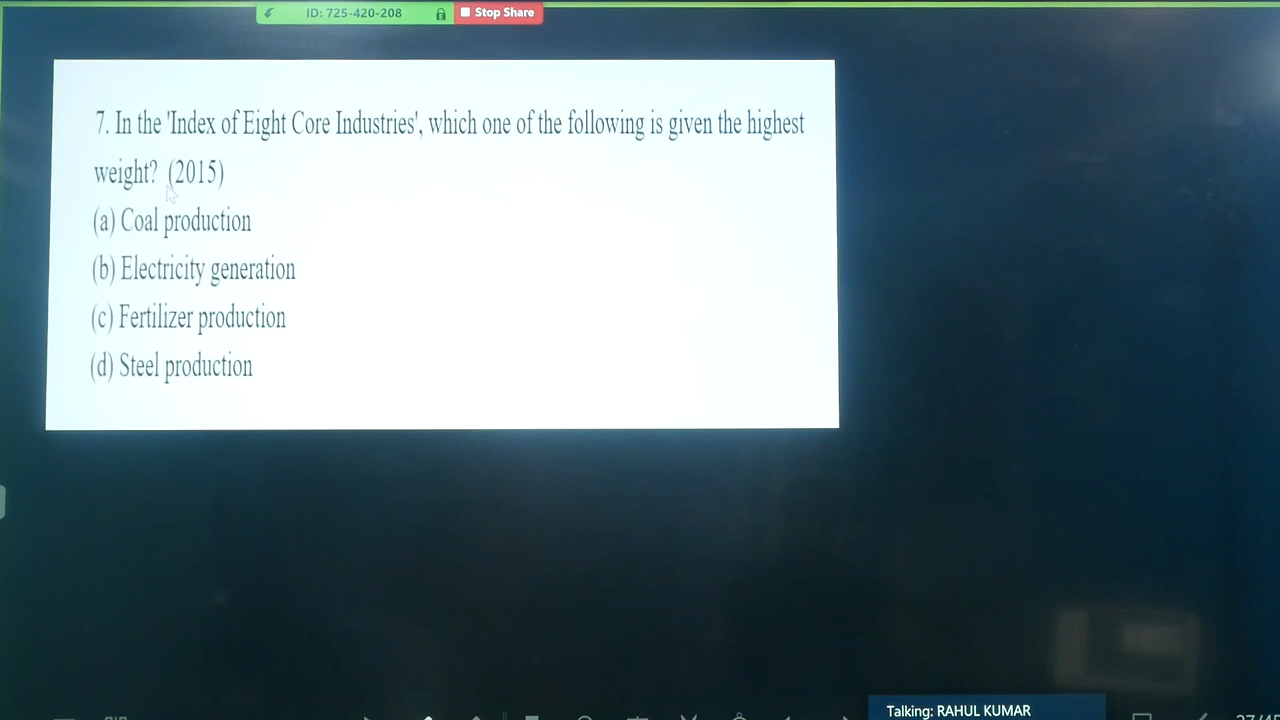 ID: 725-420-208
Stop Share
7. In the 'Index of Eight Core Industries', which one of the following is given the highest
weight? (2015)
(a) Coal production
(b) Electricity generation
(c) Fertilizer production
(d) Steel production
Talking: RAHUL KUMAR